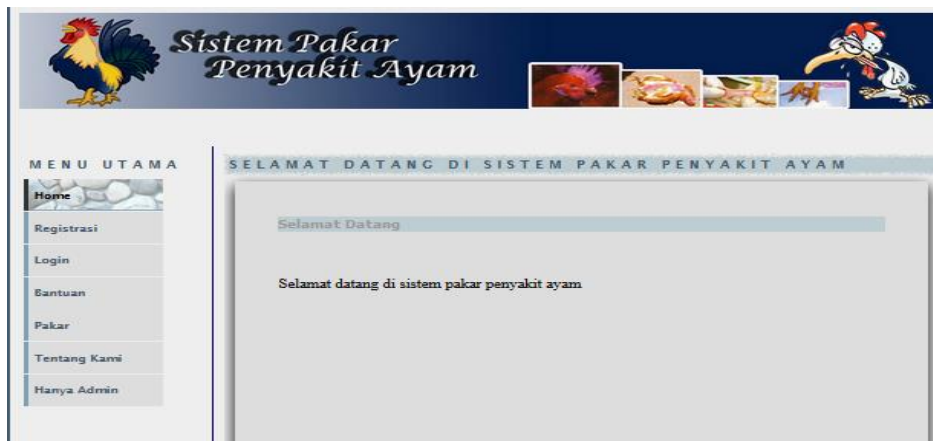 Sistem Pakar
Penyakit Ayam
MENU UTAMA
Home
Registrasi
Login
Bantuan
Pakar
Tentang Kami
Hanya Admin
SELAMAT DATANG DI SISTEM PAKAR PENYAKIT AYAM
Selamat Datang
Selamat datang di sistem pakar penyakit ayam